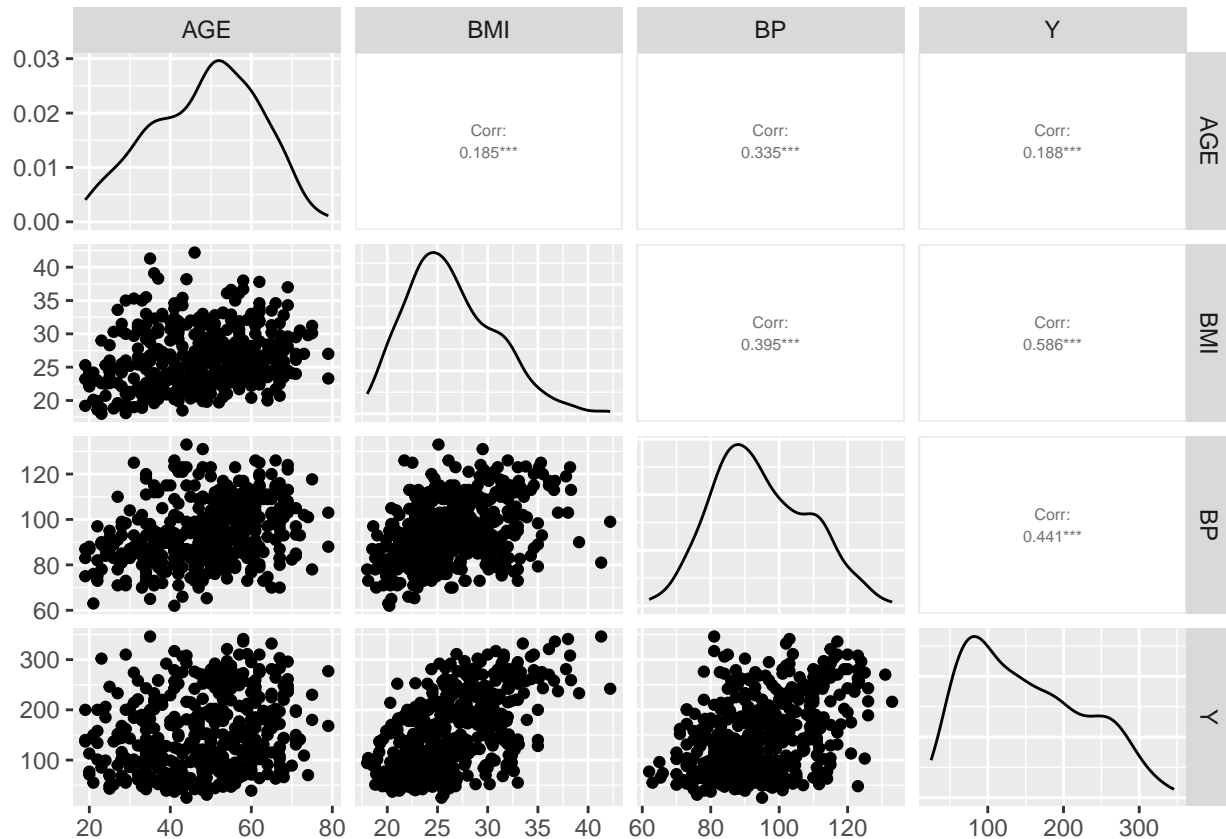 AGE BMI BP Y
0.03
0.02
0.01
0.00
Corr:
0.185***
Corr:
0.335***
Corr:
0.188***
AGE
40
35
30
25
20
Corr:
0.395***
Corr:
0.586***
BMI
120
100
80
60
Corr:
0.441***
BP
300
200
100
Y
20 40 60 80 20 25 30 35 40 60 80 100 120 100 200 300